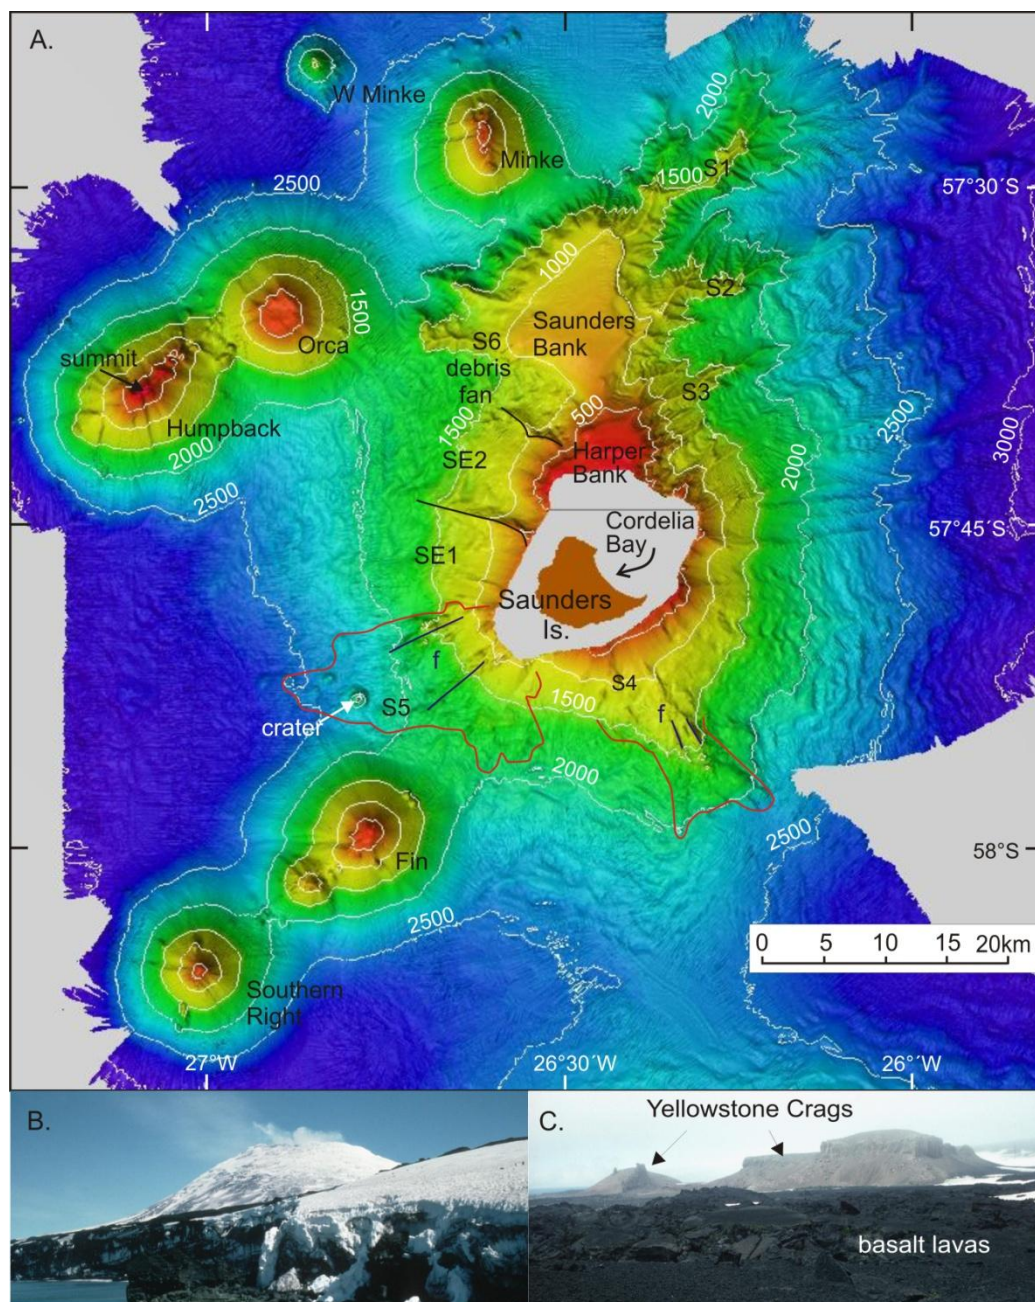 A.
W Minke
Minke
2000
S1
1500
2500
57°30´S
1000
S2
1500
Saunders
Bank
Orca
S6
summit
debris
fan
S3
500
1500
Humpback
2500
3000
2000
SE2
Harper
Bank
2000
2500
Cordelia
Bay
57°45´S
SE1
Saunders
Is.
f
S4
S5
1500
f
crater
2000
2500
58°S
Fin
2500
0 5 10 15 20km
Southern
Right
27°W
26°30´W
26°W
B.
C.
Yellowstone Crags
basalt lavas